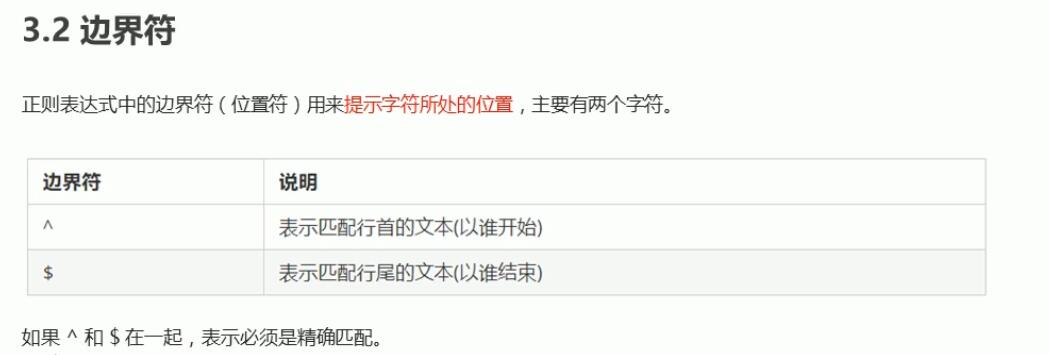 3.2 边界符
正则表达式中的边界符（位置符）用来提示字符所处的位置，主要有两个字符。
边界符 说明
^ 表示匹配行首的文本(以谁开始)
$ 表示匹配行尾的文本(以谁结束)
如果 ^ 和 $ 在一起，表示必须是精确匹配。